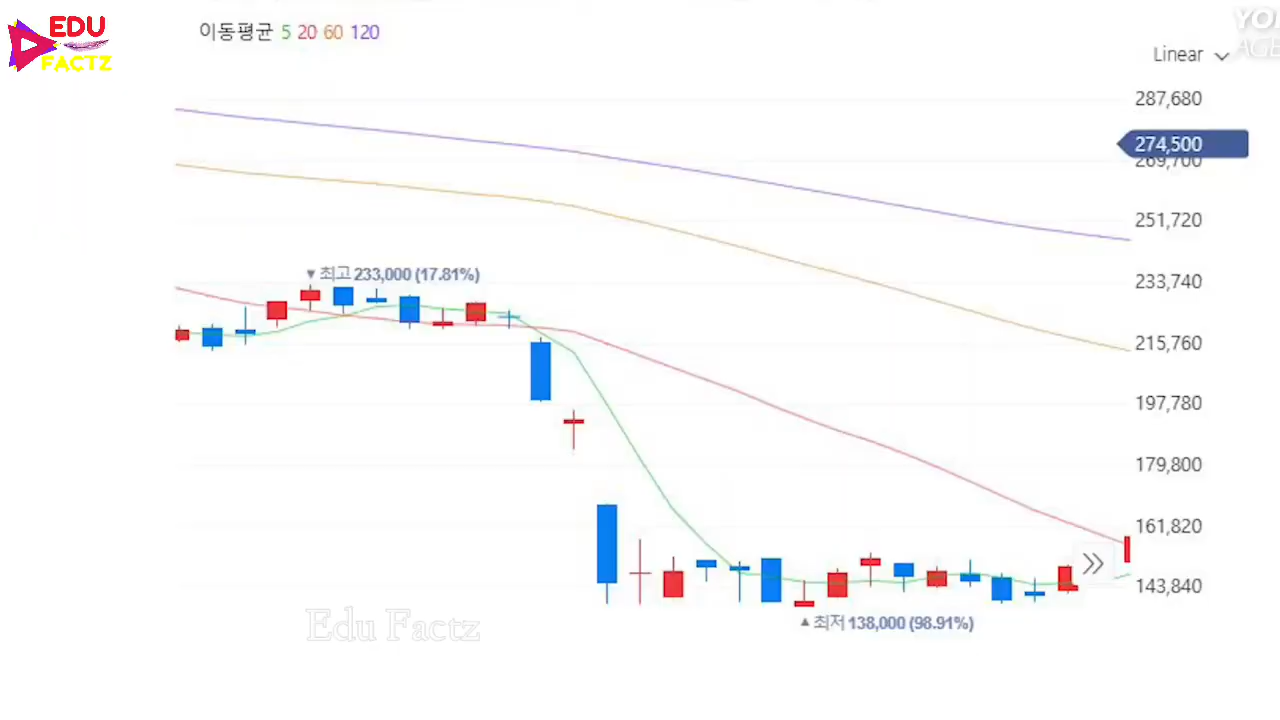 EDU
FACTZ
이동평균 5 20 60 120
Linear
287,680
274,500
269,700
251,720
▼최고 233,000 (17.81%)
233,740
215,760
197,780
179,800
161,820
143,840
▲최저 138,000 (98.91%)
Edu Factz